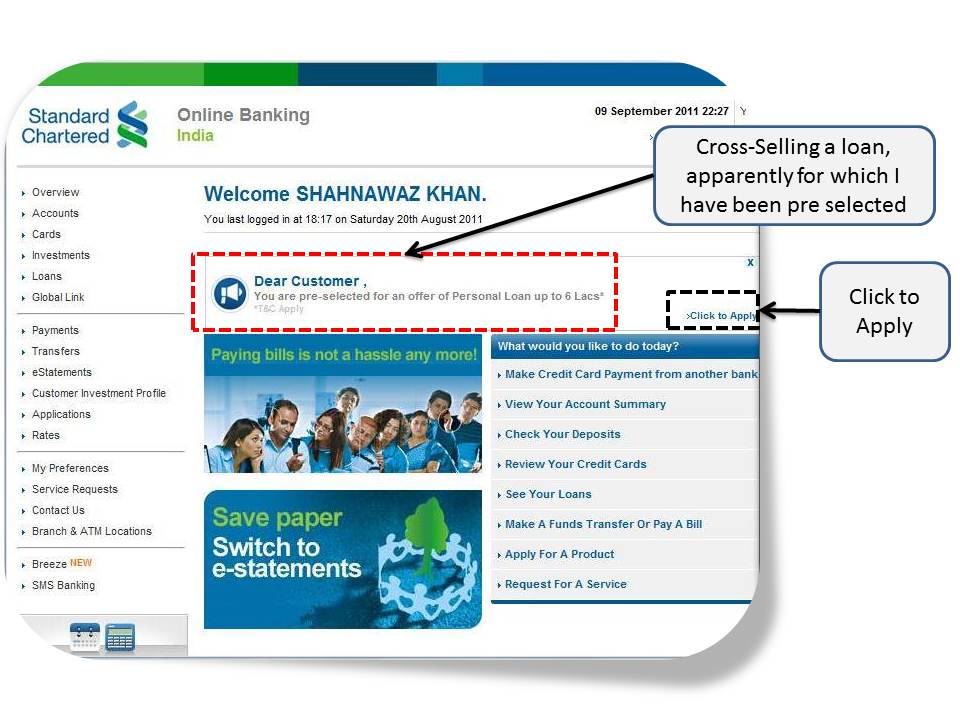 Standard
Chartered
Online Banking
India
09 September 2011 22:27
Y
Cross-Selling a loan,
apparently for which I
have been pre selected
Click to
Apply
Overview
Accounts
Cards
Investments
Loans
Global Link
Payments
Transfers
eStatements
Customer Investment Profile
Applications
Rates
My Preferences
Service Requests
Contact Us
Branch & ATM Locations
Breeze NEW
SMS Banking
Welcome SHAHNAWAZ KHAN.
You last logged in at 18:17 on Saturday 20th August 2011
X
Dear Customer ,
You are pre-selected for an offer of Personal Loan up to 6 Lacs*
*T&C Apply
›Click to Apply
Paying bills is not a hassle any more!
Save paper
Switch to
e-statements
What would you like to do today?
Make Credit Card Payment from another bank
View Your Account Summary
Check Your Deposits
Review Your Credit Cards
See Your Loans
Make A Funds Transfer Or Pay A Bill
Apply For A Product
Request For A Service